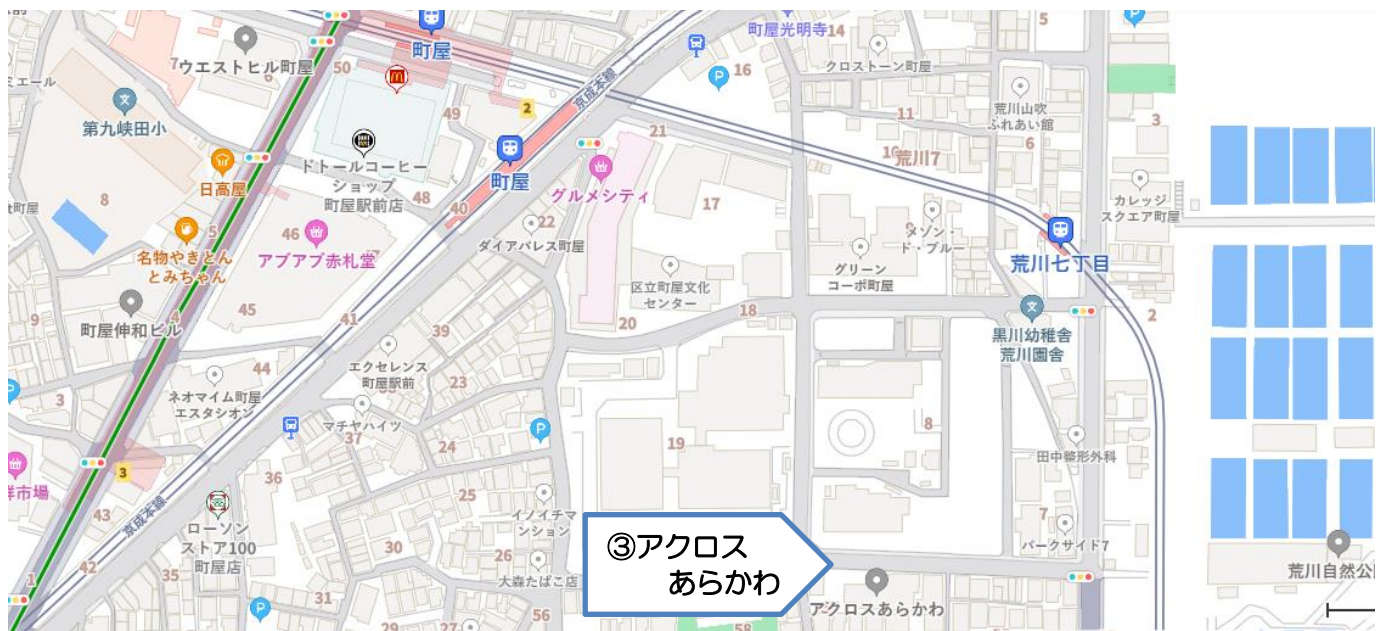 町屋
町屋光明寺
14
5
ウエストヒル町屋
7
6
50
16
クロストーン町屋
ミエール
第九峡田小
49
2
京成本線
11
荒川山吹
ふれあい館
3
21
6
10
荒川7
日高屋
ドトールコーヒー
ショップ
町屋駅前店
町屋
グルメシティ
8
48
40
17
カレッジ
スクエア町屋
町屋
5
46
22
メゾン・
ド・ブルー
名物やきとん
とみちゃん
アブアブ赤札堂
47
ダイアパレス町屋
荒川七丁目
区立町屋文化
センター
グリーン
コーポ町屋
町屋伸和ビル
4
45
41
39
20
18
2
9
黒川幼稚舎
荒川園舎
44
エクセレンス
町屋駅前
38
23
3
ネオマイム町屋
エスタシオン
マチヤハイツ
37
24
19
8
田中整形外科
3
36
洋市場
25
43
京成本線
ローソン
ストア100
町屋店
イノイチマ
ンション
③アクロス
あらかわ
7
パークサイド7
30
26
42
35
大森たばこ店
荒川自然公
1
31
アクロスあらかわ
56
29
27
58